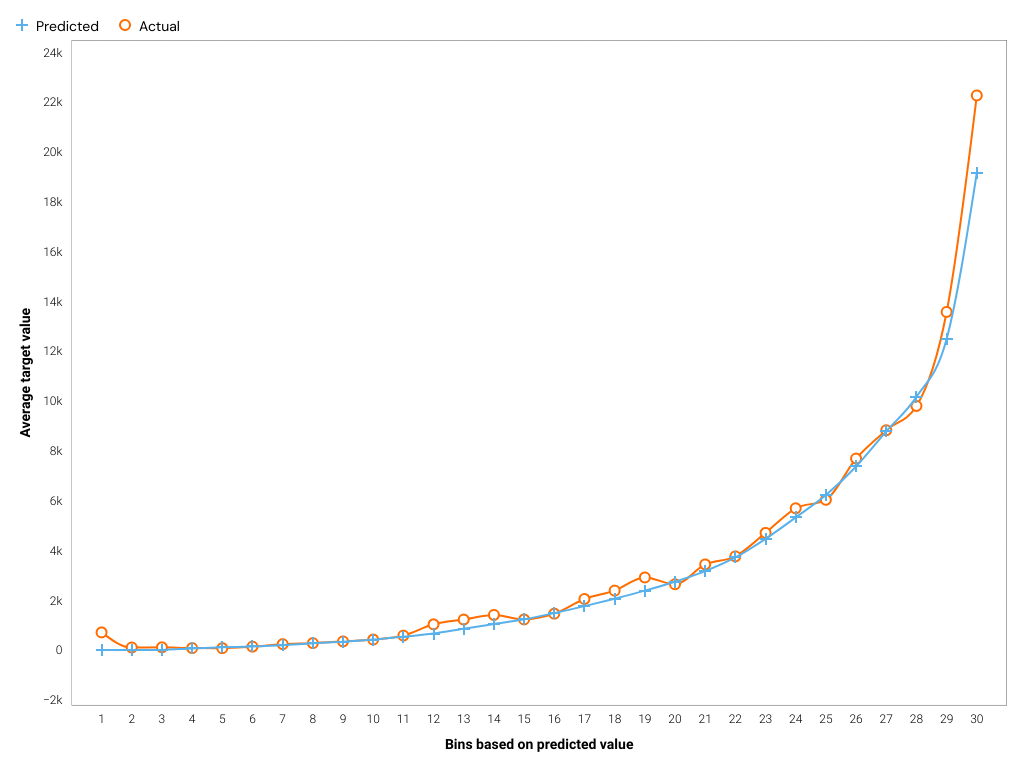 Predicted Actual
24k
22k
20k
18k
16k
14k
12k
10k
8k
6k
4k
2k
0
−2k
Average target value
1 2 3 4 5 6 7 8 9 10 11 12 13 14 15 16 17 18 19 20 21 22 23 24 25 26 27 28 29 30
Bins based on predicted value